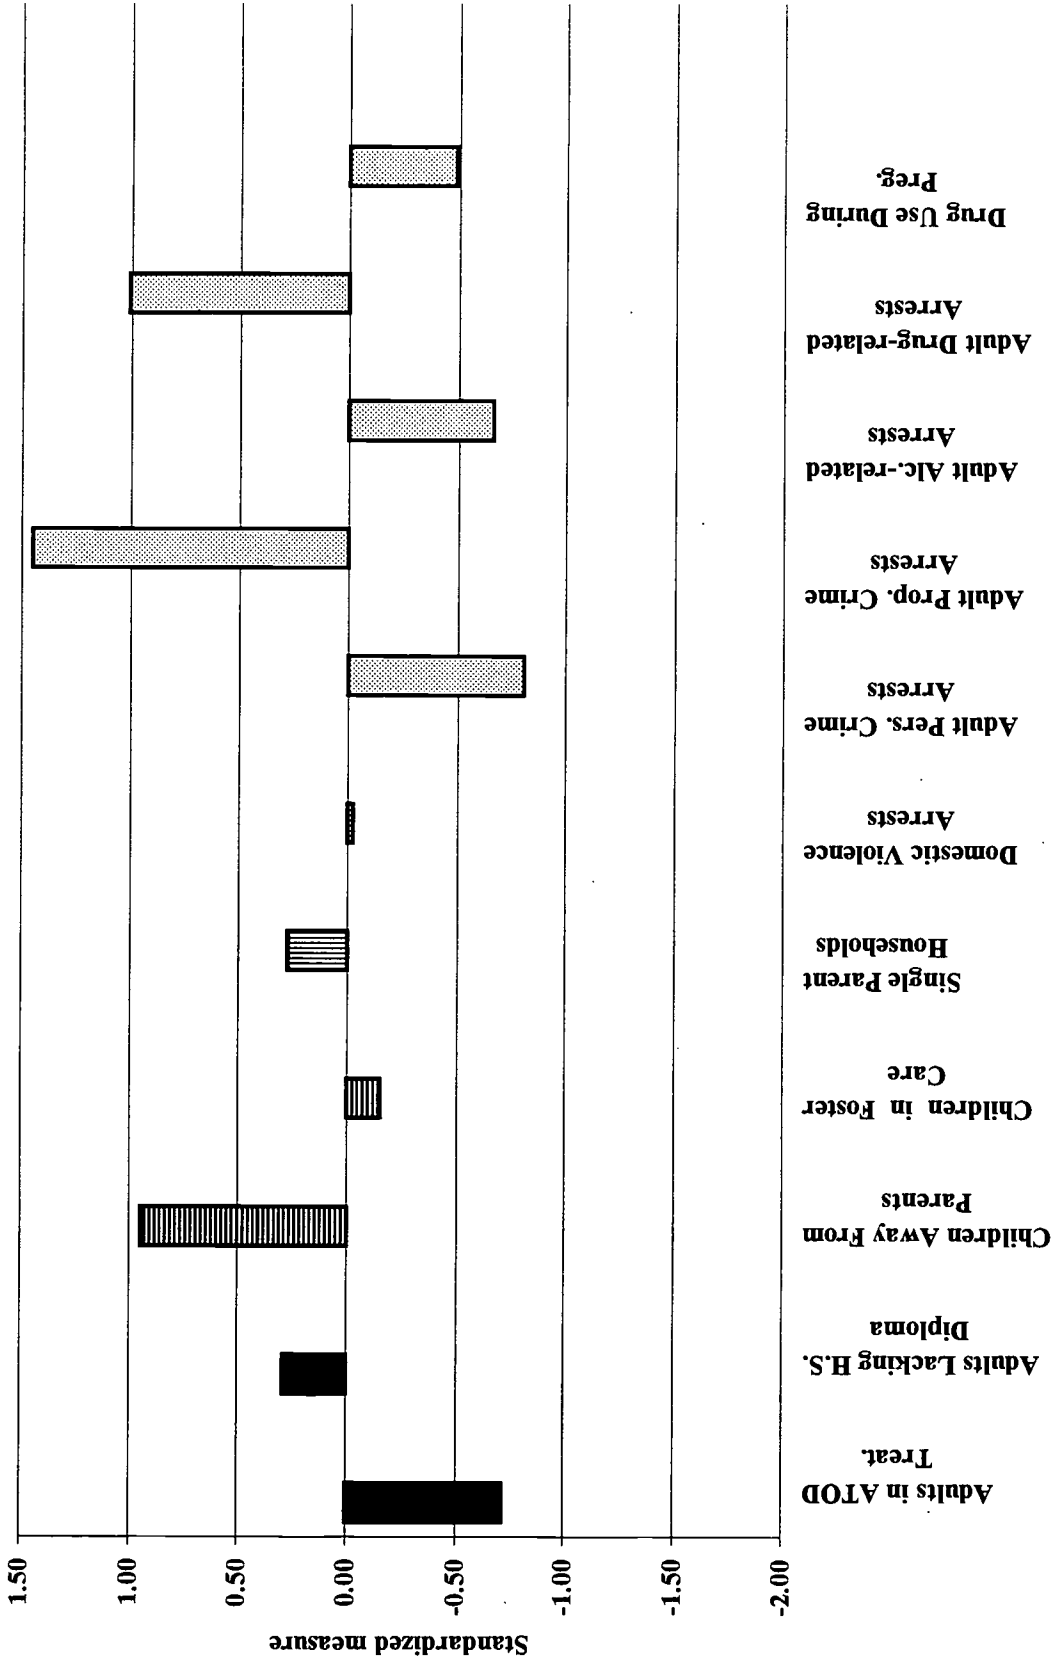 Standardized measure
1.50
1.00
0.50
0.00
-0.50
-1.00
-1.50
-2.00
Adults in ATOD
Treat.
Adults Lacking H.S.
Diploma
Children Away From
Parents
Children in Foster
Care
Single Parent
Households
Domestic Violence
Arrests
Adult Pers. Crime
Arrests
Adult Prop. Crime
Arrests
Adult Alc.-related
Arrests
Adult Drug-related
Arrests
Drug Use During
Preg.